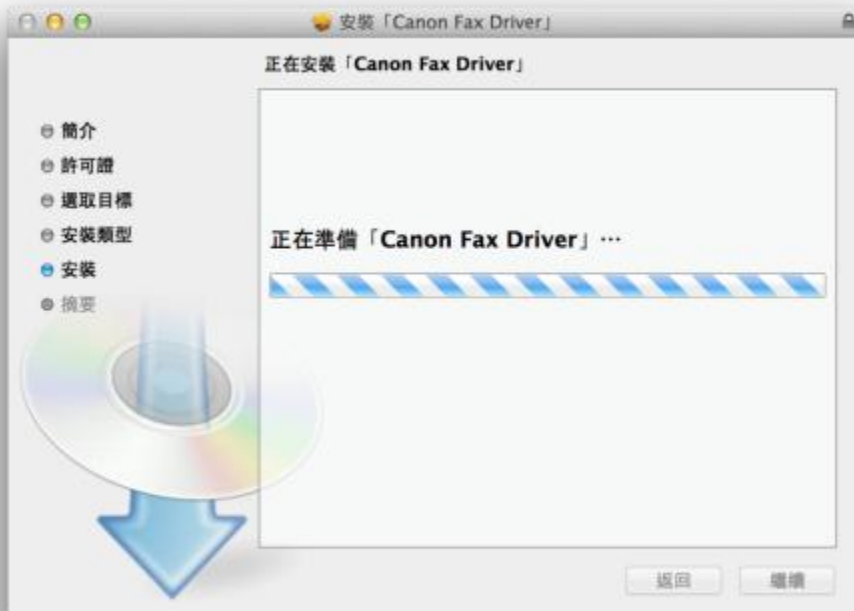 安裝「Canon Fax Driver」
正在安裝「Canon Fax Driver」
簡介
許可證
選取目標
安裝類型
安裝
摘要
正在準備「Canon Fax Driver」…
返回
繼續